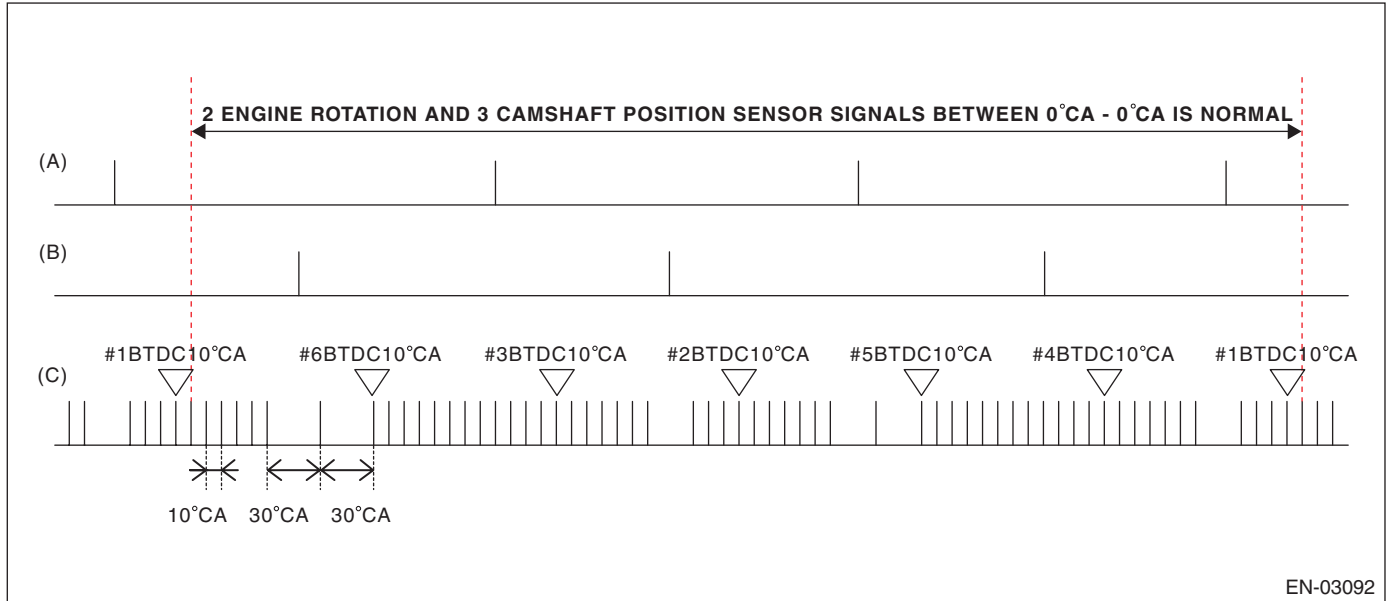 2 ENGINE ROTATION AND 3 CAMSHAFT POSITION SENSOR SIGNALS BETWEEN 0°CA - 0°CA IS NORMAL
(A)
(B)
#1BTDC10°CA #6BTDC10°CA #3BTDC10°CA #2BTDC10°CA #5BTDC10°CA #4BTDC10°CA #1BTDC10°CA
(C)
10°CA 30°CA 30°CA
EN-03092